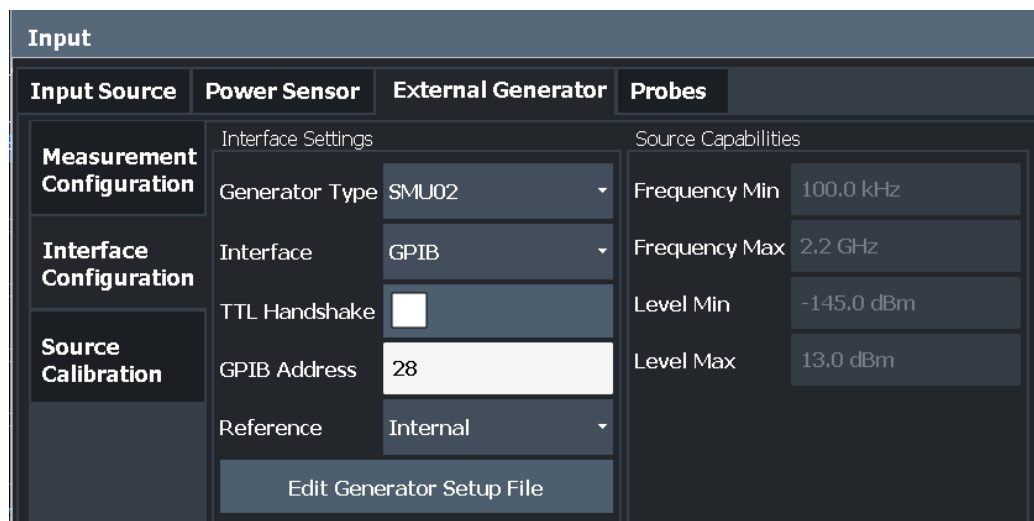 Input
Input Source
Power Sensor
External Generator
Probes
Measurement
Configuration
Interface
Configuration
Source
Calibration
Interface Settings
Generator Type
SMU02
Interface
GPIB
TTL Handshake
GPIB Address
28
Reference
Internal
Edit Generator Setup File
Source Capabilities
Frequency Min
100.0 kHz
Frequency Max
2.2 GHz
Level Min
-145.0 dBm
Level Max
13.0 dBm